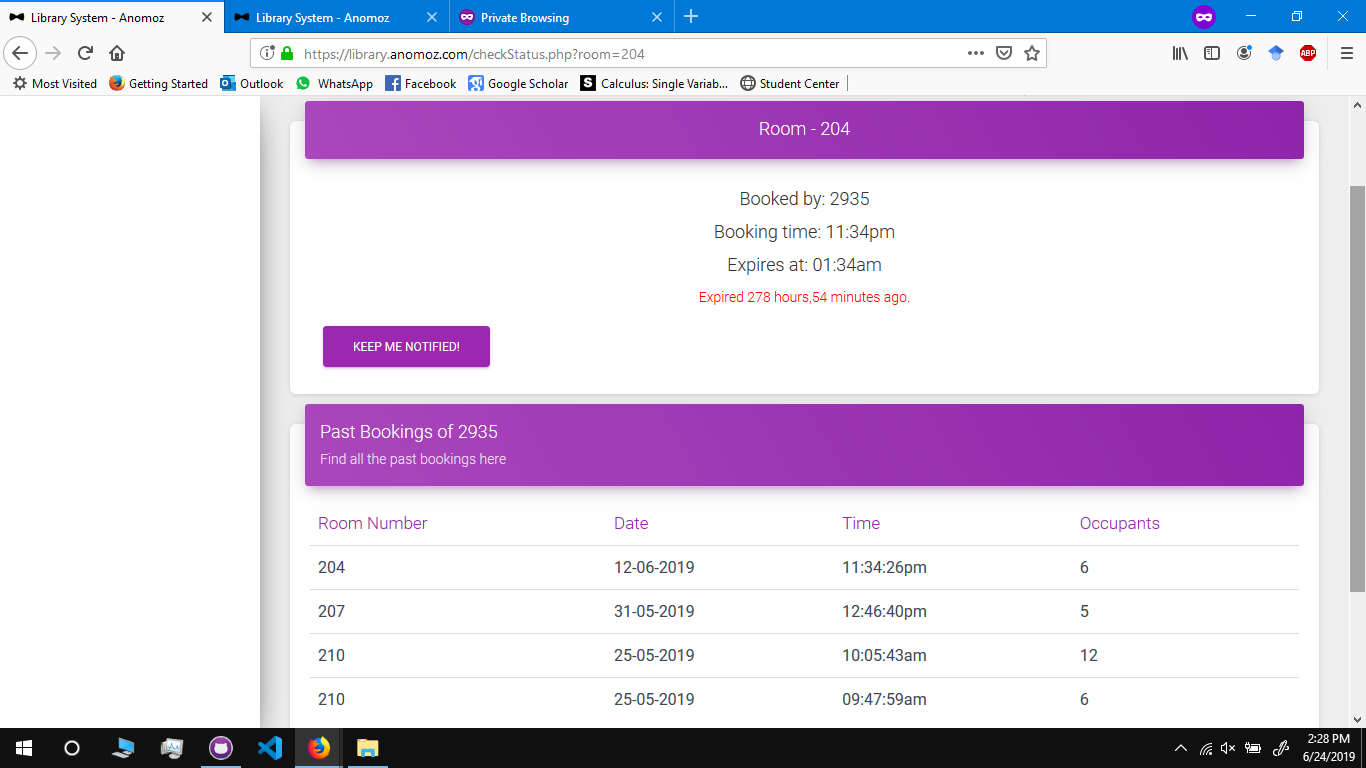 Library System - Anomoz
Library System - Anomoz
Private Browsing
https://library.anomoz.com/checkStatus.php?room=204
ABP
Most Visited
Getting Started
Outlook
WhatsApp
Facebook
Google Scholar
S Calculus: Single Variab...
Student Center
Room - 204
Booked by: 2935
Booking time: 11:34pm
Expires at: 01:34am
Expired 278 hours,54 minutes ago.
KEEP ME NOTIFIED!
Past Bookings of 2935
Find all the past bookings here
Room Number Date Time Occupants
204 12-06-2019 11:34:26pm 6
207 31-05-2019 12:46:40pm 5
210 25-05-2019 10:05:43am 12
210 25-05-2019 09:47:59am 6
2:28 PM
6/24/2019